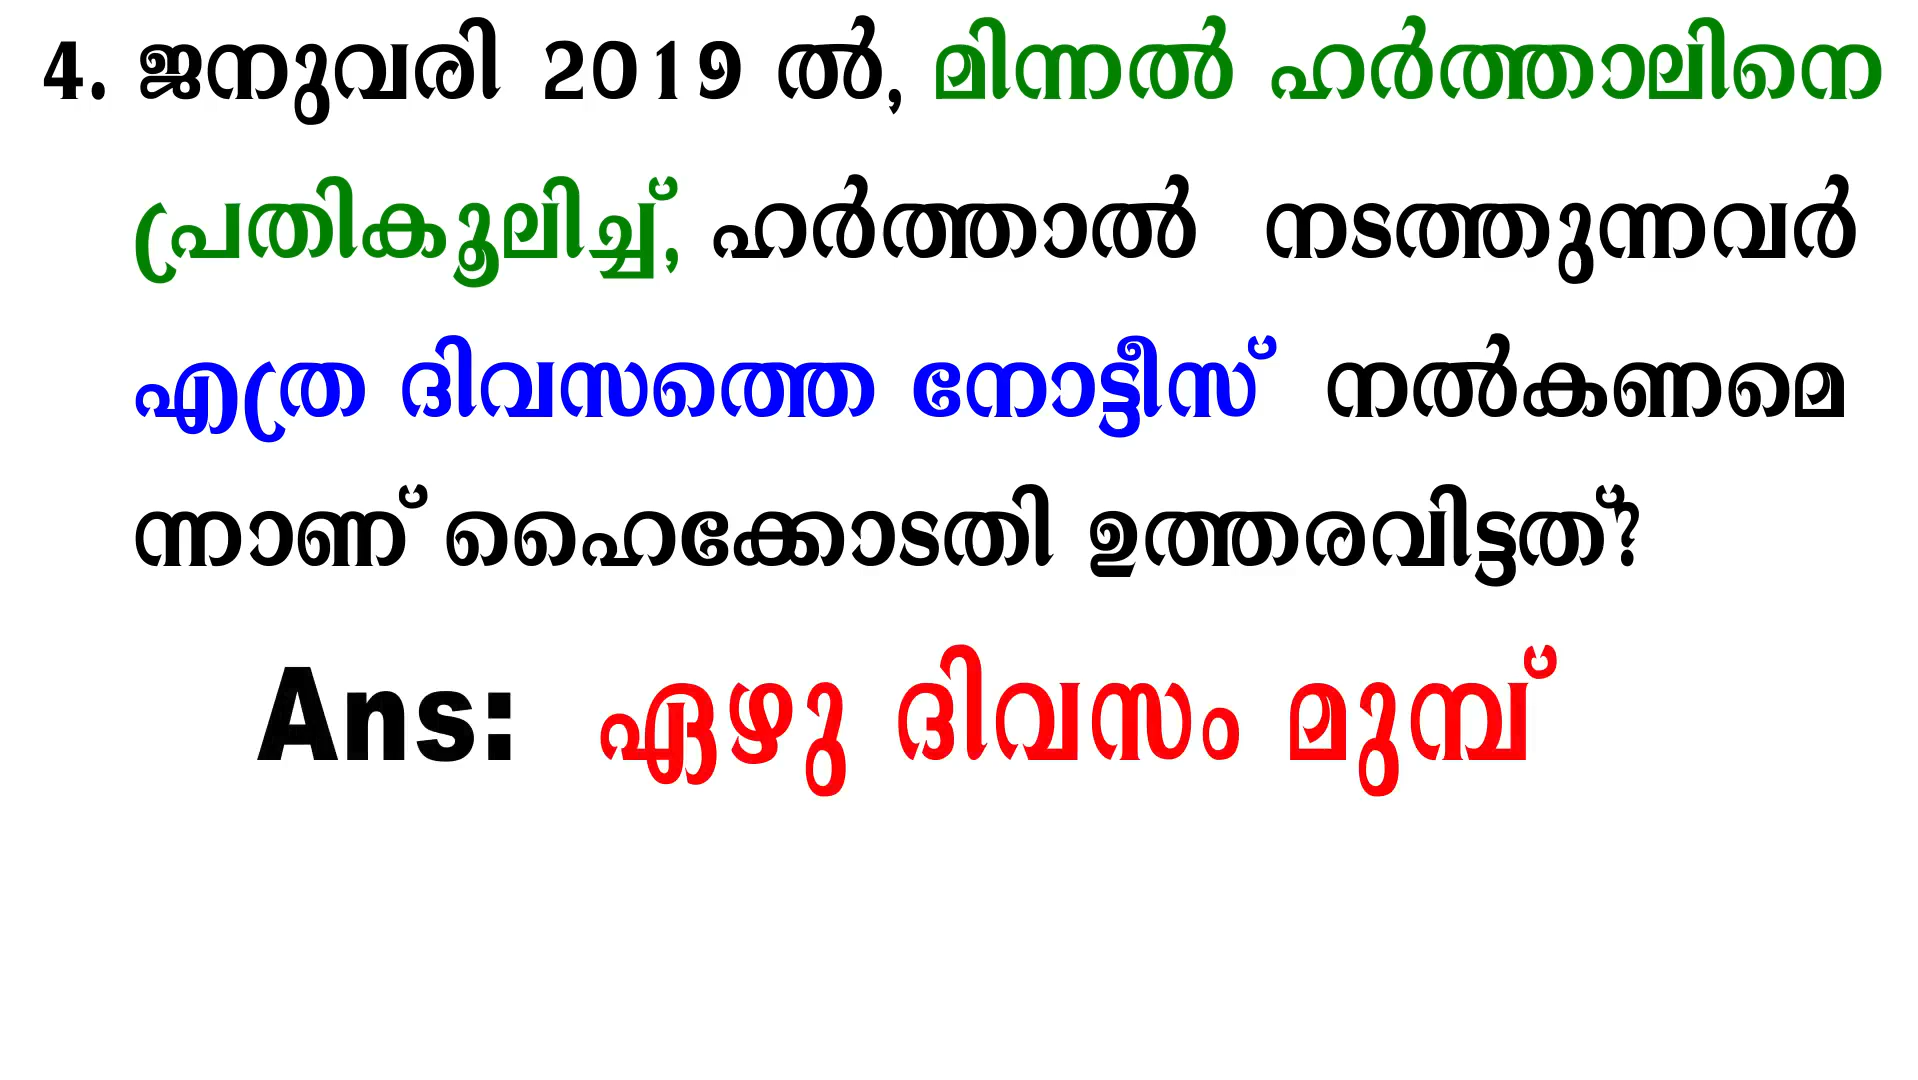 4. ജനുവരി 2019 ൽ, മിന്നൽ ഹർത്താലിനെ
പ്രതികൂലിച്ച്, ഹർത്താൽ നടത്തുന്നവർ
എത്ര ദിവസത്തെ നോട്ടീസ് നൽകണമെ
ന്നാണ് ഹൈക്കോടതി ഉത്തരവിട്ടത്?
Ans: ഏഴു ദിവസം മുമ്പ്